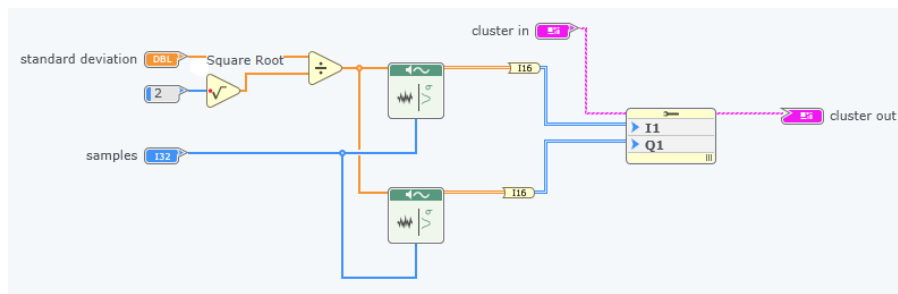 cluster in
standard deviation
DBL
Square Root
÷
I16
2
√
cluster out
I1
samples
I32
Q1
σ
I16
σ